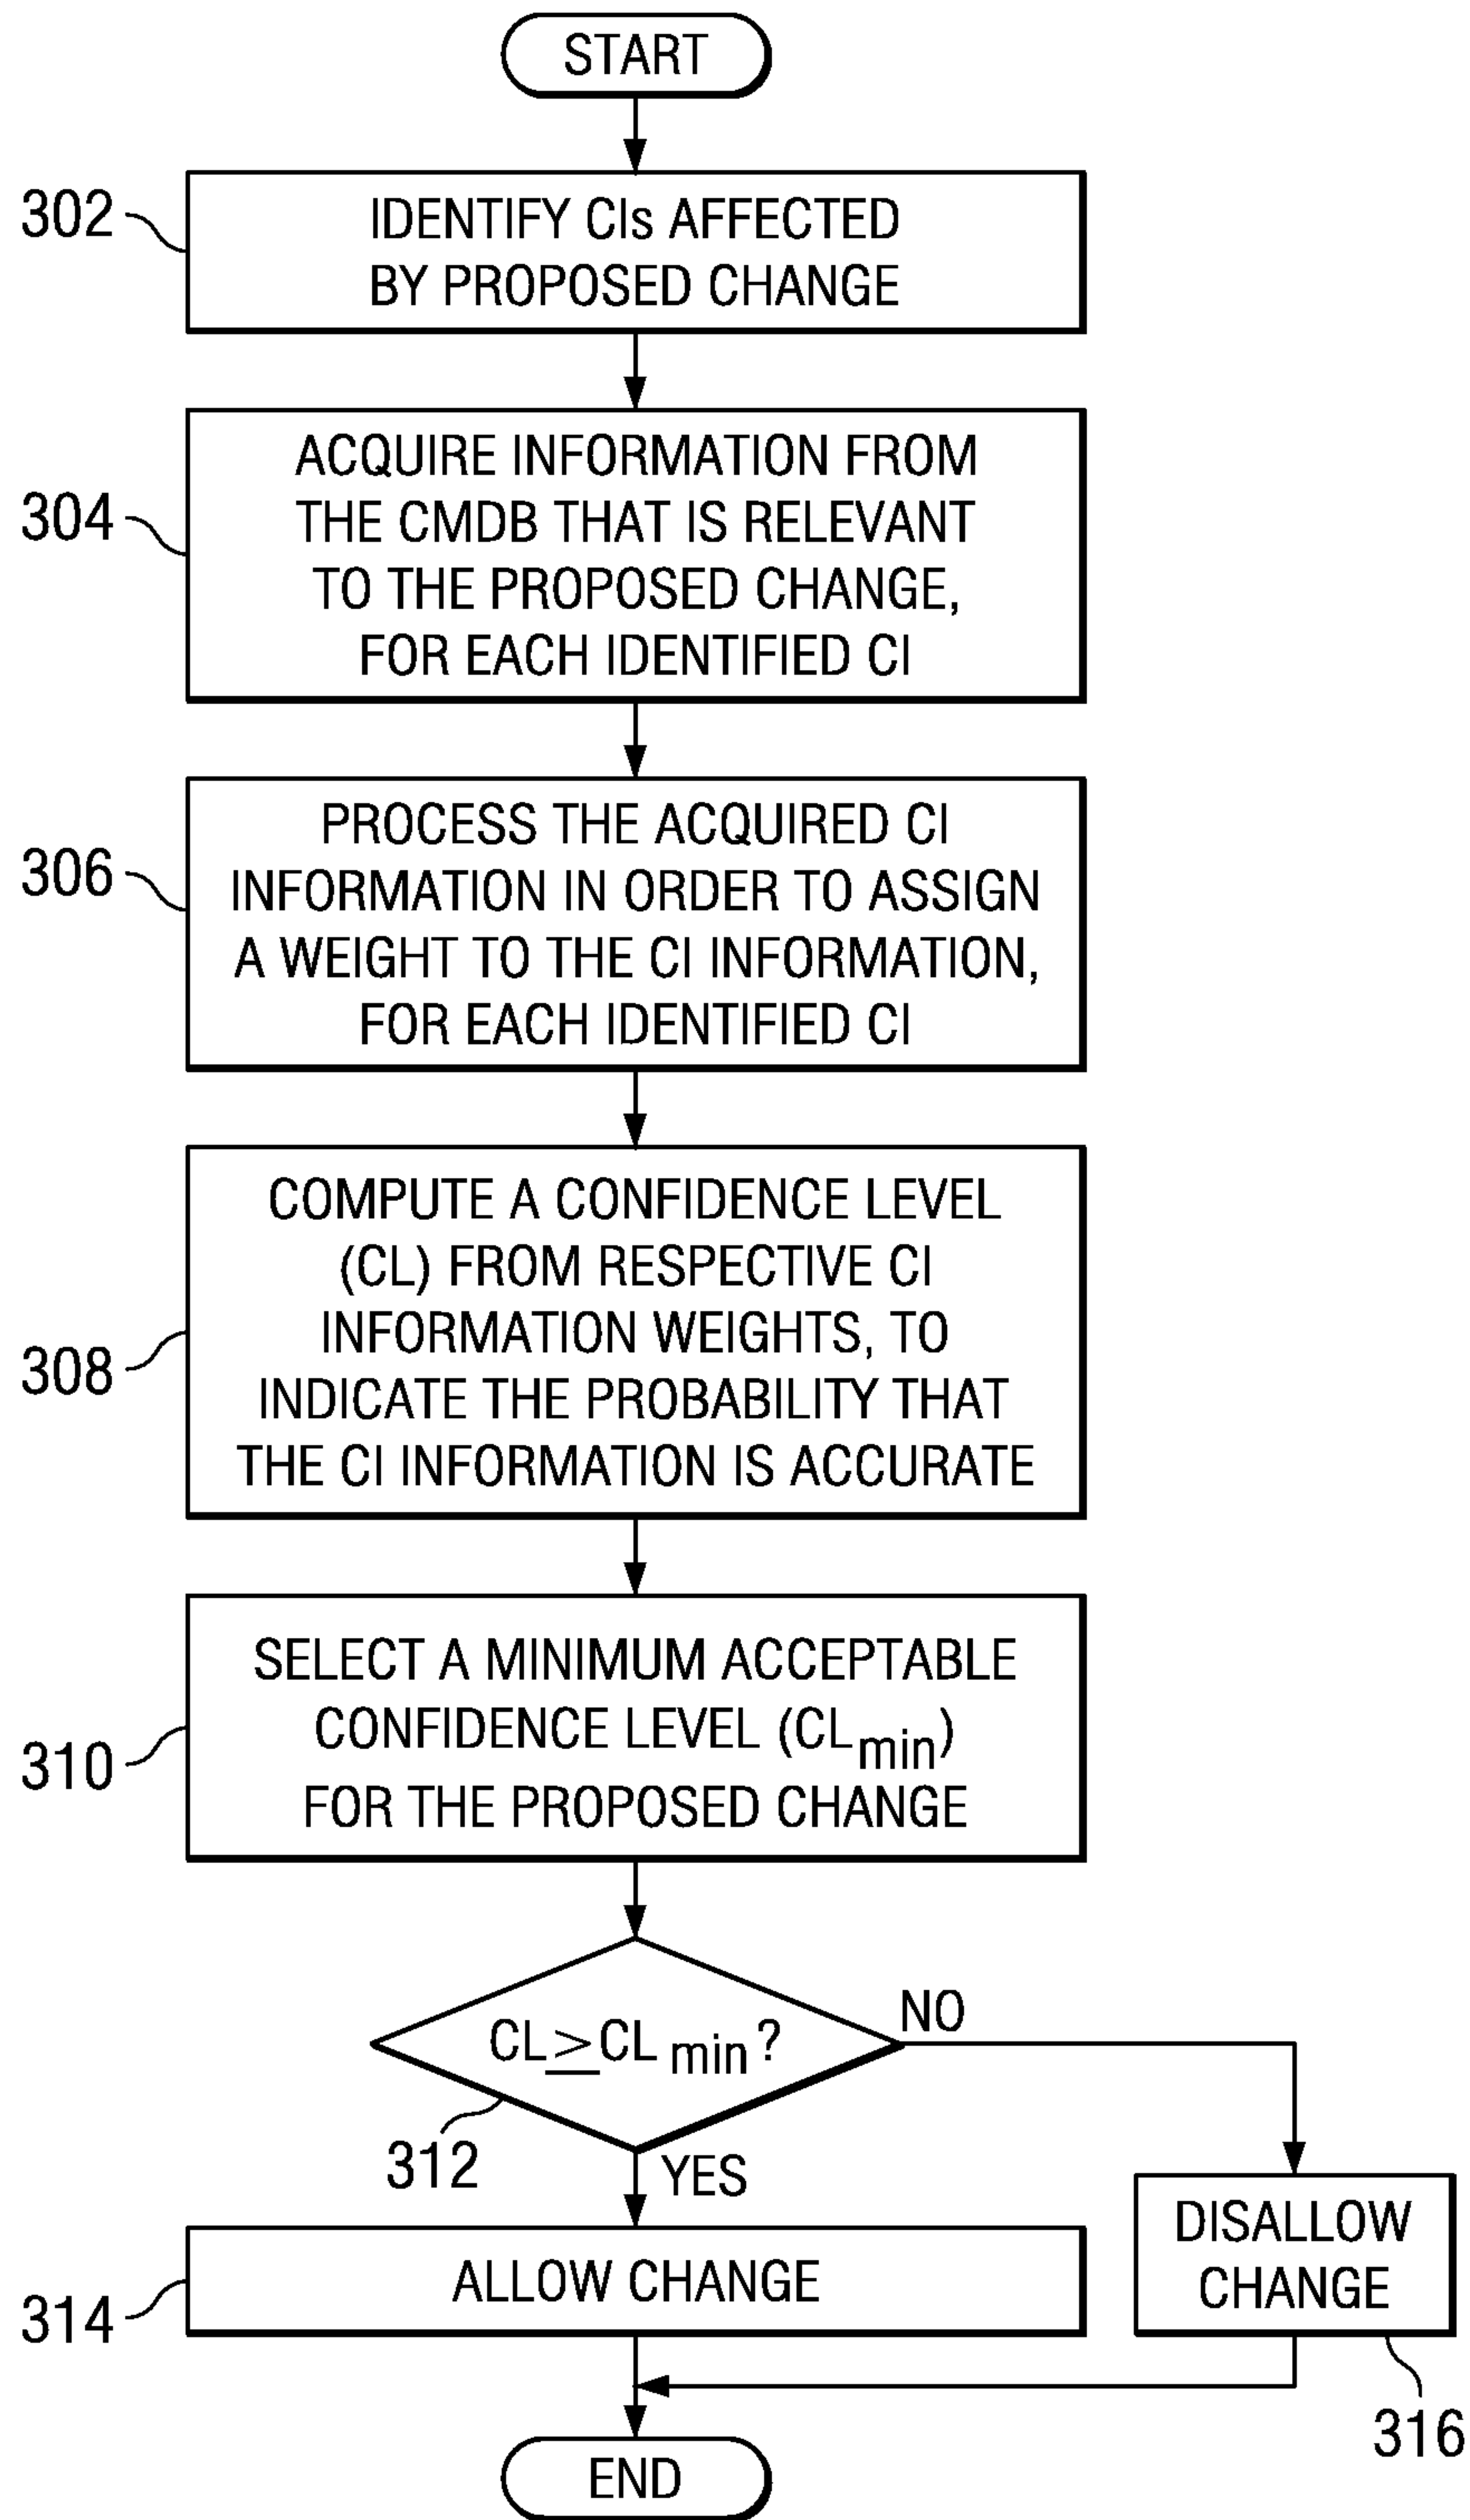 START
302
IDENTIFY CIs AFFECTED
BY PROPOSED CHANGE
304
ACQUIRE INFORMATION FROM
THE CMDB THAT IS RELEVANT
TO THE PROPOSED CHANGE,
FOR EACH IDENTIFIED CI
306
PROCESS THE ACQUIRED CI
INFORMATION IN ORDER TO ASSIGN
A WEIGHT TO THE CI INFORMATION,
FOR EACH IDENTIFIED CI
308
COMPUTE A CONFIDENCE LEVEL
(CL) FROM RESPECTIVE CI
INFORMATION WEIGHTS, TO
INDICATE THE PROBABILITY THAT
THE CI INFORMATION IS ACCURATE
310
SELECT A MINIMUM ACCEPTABLE
CONFIDENCE LEVEL (CLmin)
FOR THE PROPOSED CHANGE
CL≥CL min?
NO
312
YES
DISALLOW
CHANGE
314
ALLOW CHANGE
316
END